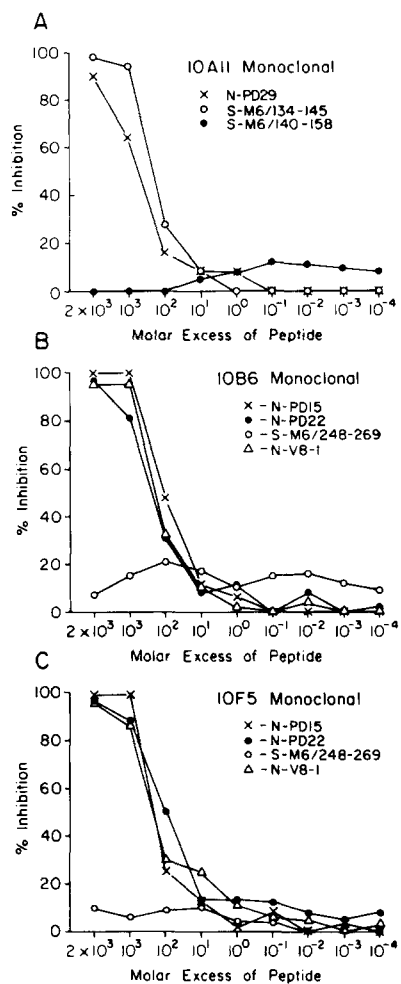 A
10A11 Monoclonal
× N-PD29
○ S-M6/134-145
● S-M6/140-158
% Inhibition
100
80
60
40
20
0
2×10³ 10³ 10² 10¹ 10⁰ 10⁻¹ 10⁻² 10⁻³ 10⁻⁴
Molar Excess of Peptide
B
10B6 Monoclonal
× - N-PD15
● - N-PD22
○ - S-M6/248-269
△ - N-V8-1
% Inhibition
100
80
60
40
20
0
2×10³ 10³ 10² 10¹ 10⁰ 10⁻¹ 10⁻² 10⁻³ 10⁻⁴
Molar Excess of Peptide
C
10F5 Monoclonal
× - N-PD15
● - N-PD22
○ - S-M6/248-269
△ - N-V8-1
% Inhibition
100
80
60
40
20
0
2×10³ 10³ 10² 10¹ 10⁰ 10⁻¹ 10⁻² 10⁻³ 10⁻⁴
Molar Excess of Peptide